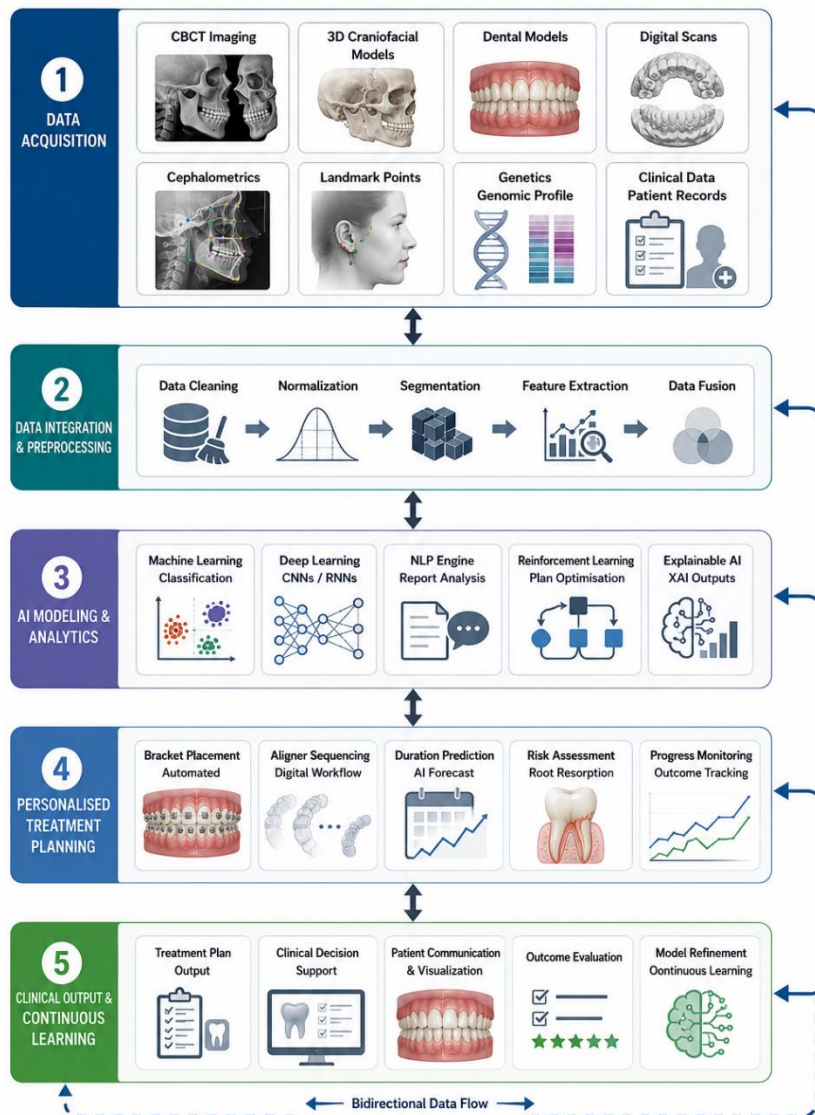 1
DATA
ACQUISITION
CBCT Imaging
3D Craniofacial
Models
Dental Models
Digital Scans
Cephalometrics
Landmark Points
Genetics
Genomic Profile
Clinical Data
Patient Records
2
DATA INTEGRATION
& PREPROCESSING
Data Cleaning
Normalization
Segmentation
Feature Extraction
Data Fusion
3
AI MODELING &
ANALYTICS
Machine Learning
Classification
Deep Learning
CNNs / RNNs
NLP Engine
Report Analysis
Reinforcement Learning
Plan Optimisation
Explainable AI
XAI Outputs
4
PERSONALISED
TREATMENT
PLANNING
Bracket Placement
Automated
Aligner Sequencing
Digital Workflow
Duration Prediction
AI Forecast
Risk Assessment
Root Resorption
Progress Monitoring
Outcome Tracking
5
CLINICAL OUTPUT &
CONTINUOUS
LEARNING
Treatment Plan
Output
Clinical Decision
Support
Patient Communication
& Visualization
Outcome Evaluation
Model Refinement
Oontinuous Learning
Bidirectional Data Flow